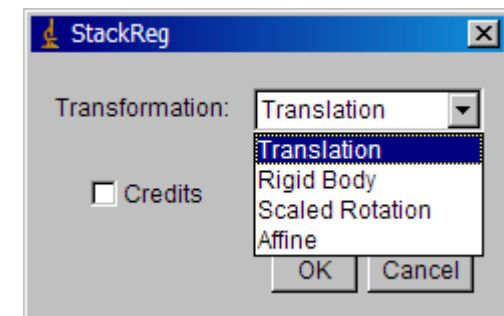 StackReg
Transformation: Translation
Translation
Rigid Body
Credits
Scaled Rotation
Affine
OK Cancel